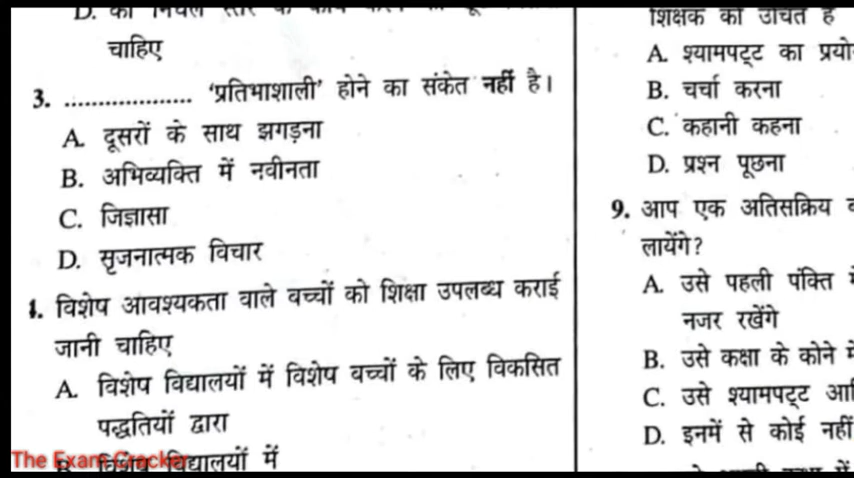 चाहिए
3. .................... 'प्रतिभाशाली' होने का संकेत नहीं है।
A. दूसरों के साथ झगड़ना
B. अभिव्यक्ति में नवीनता
C. जिज्ञासा
D. सृजनात्मक विचार
विशेष आवश्यकता वाले बच्चों को शिक्षा उपलब्ध कराई
जानी चाहिए
A. विशेष विद्यालयों में विशेष बच्चों के लिए विकसित
पद्धतियों द्वारा
विद्यालयों में
The Exam Cracker
शिक्षक को उचित है
A. श्यामपट्ट का
B. चर्चा करना
C. कहानी कहना
D. प्रश्न पूछना
9. आप एक अतिसक्रिय
लायेंगे?
A. उसे पहली पंक्ति
नजर रखेंगे
B. उसे कक्षा के कोने
C. उसे श्यामपट्ट
D. इनमें से कोई नहीं